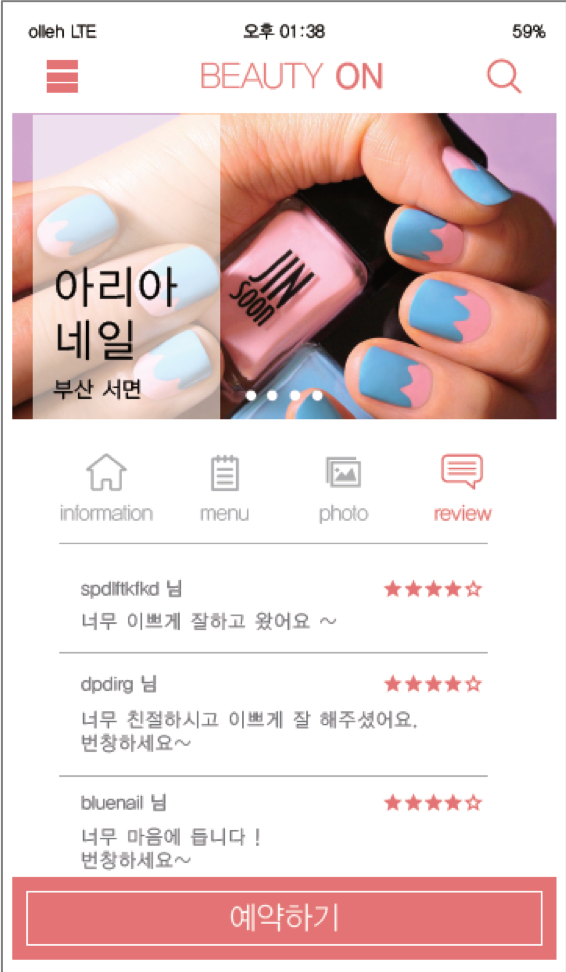 olleh LTE 오후 01:38 59%
BEAUTY ON
JIN
SOON
아리아
네일
부산 서면
information menu photo review
spdlftkfkd 님 ★★★★☆
너무 이쁘게 잘하고 왔어요 ~
dpdirg 님 ★★★★☆
너무 친절하시고 이쁘게 잘 해주셨어요.
번창하세요~
bluenail 님 ★★★★☆
너무 마음에 듭니다 !
번창하세요~
예약하기